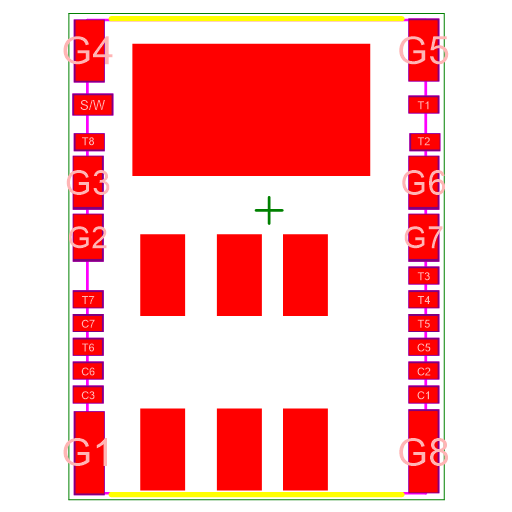 G4 G5
S/W T1
T8 T2
G3 G6
G2 G7
T3
T7 T4
C7 T5
T6 C5
C6 C2
C3 C1
G1 G8